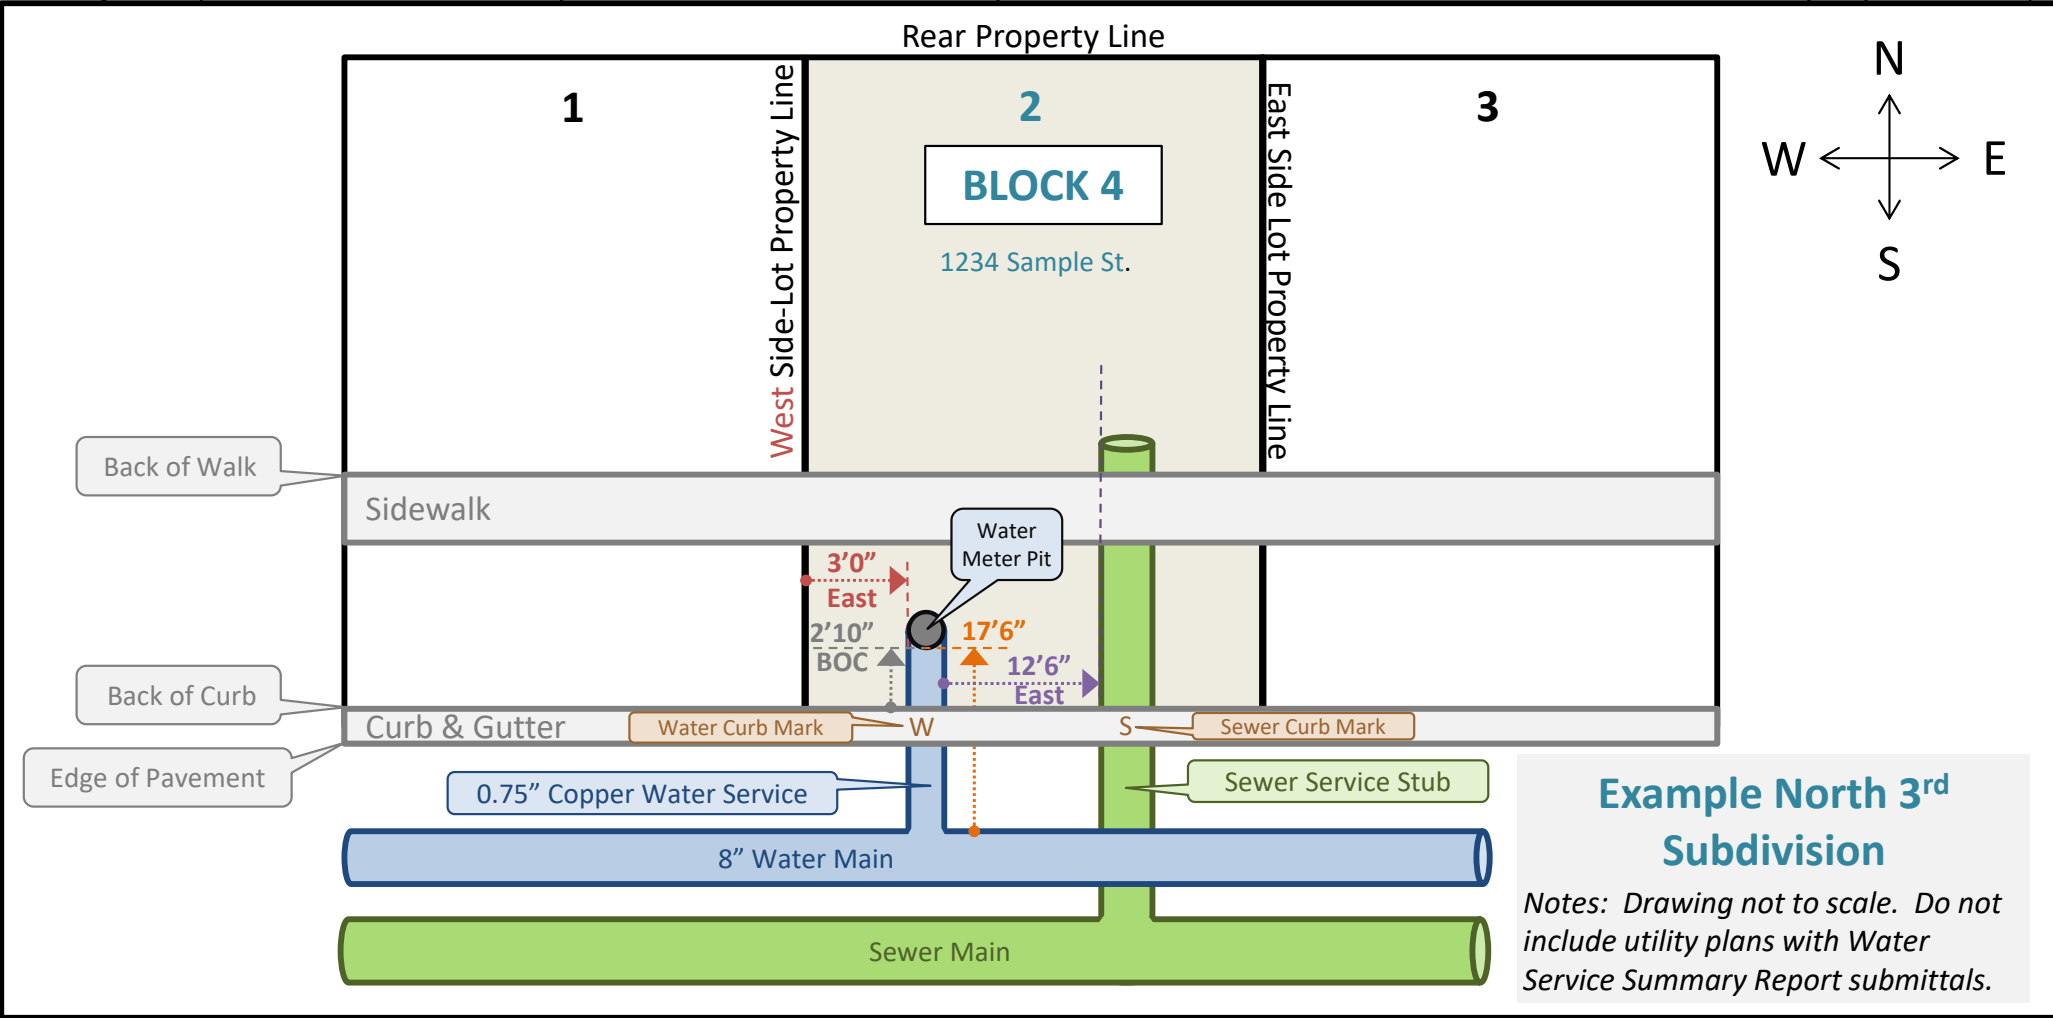 Rear Property Line
1
2
3
N
W
E
S
West Side-Lot Property Line
East Side Lot Property Line
BLOCK 4
1234 Sample St.
Back of Walk
Sidewalk
Water
Meter Pit
3’0”
East
2’10”
BOC
17’6”
12’6”
East
Back of Curb
Curb & Gutter
Water Curb Mark
W
S
Sewer Curb Mark
Edge of Pavement
0.75” Copper Water Service
Sewer Service Stub
8” Water Main
Sewer Main
Example North 3rd
Subdivision
Notes: Drawing not to scale. Do not
include utility plans with Water
Service Summary Report submittals.